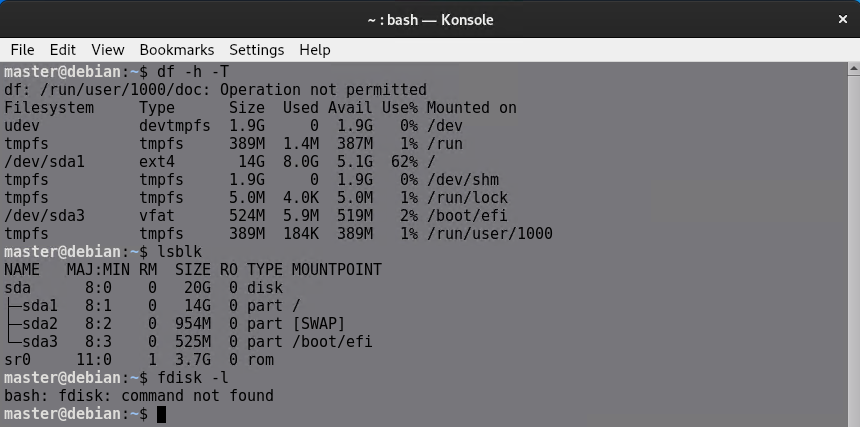 ~ : bash — Konsole
File Edit View Bookmarks Settings Help
master@debian:~$ df -h -T
df: /run/user/1000/doc: Operation not permitted
Filesystem     Type      Size  Used Avail Use% Mounted on
udev           devtmpfs  1.9G     0  1.9G   0% /dev
tmpfs          tmpfs     389M  1.4M  387M   1% /run
/dev/sda1      ext4       14G  8.0G  5.1G  62% /
tmpfs          tmpfs     1.9G     0  1.9G   0% /dev/shm
tmpfs          tmpfs     5.0M  4.0K  5.0M   1% /run/lock
/dev/sda3      vfat      524M  5.9M  519M   2% /boot/efi
tmpfs          tmpfs     389M  184K  389M   1% /run/user/1000
master@debian:~$ lsblk
NAME   MAJ:MIN RM  SIZE RO TYPE MOUNTPOINT
sda      8:0    0   20G  0 disk
├─sda1   8:1    0   14G  0 part /
├─sda2   8:2    0  954M  0 part [SWAP]
└─sda3   8:3    0  525M  0 part /boot/efi
sr0     11:0    1  3.7G  0 rom
master@debian:~$ fdisk -l
bash: fdisk: command not found
master@debian:~$